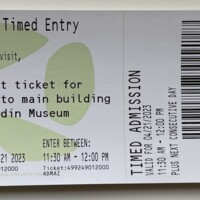 Timed Entry
visit,
t ticket for
to main building
din Museum
ENTER BETWEEN:
21 2023 11:30 AM - 12:00 PM
12000 Ticket: 499249012000
ADMAZ
TIMED ADMISSION
VALID FOR 04/21/2023
11:30 AM - 12:00 PM
PLUS NEXT CONSECUTIVE DAY